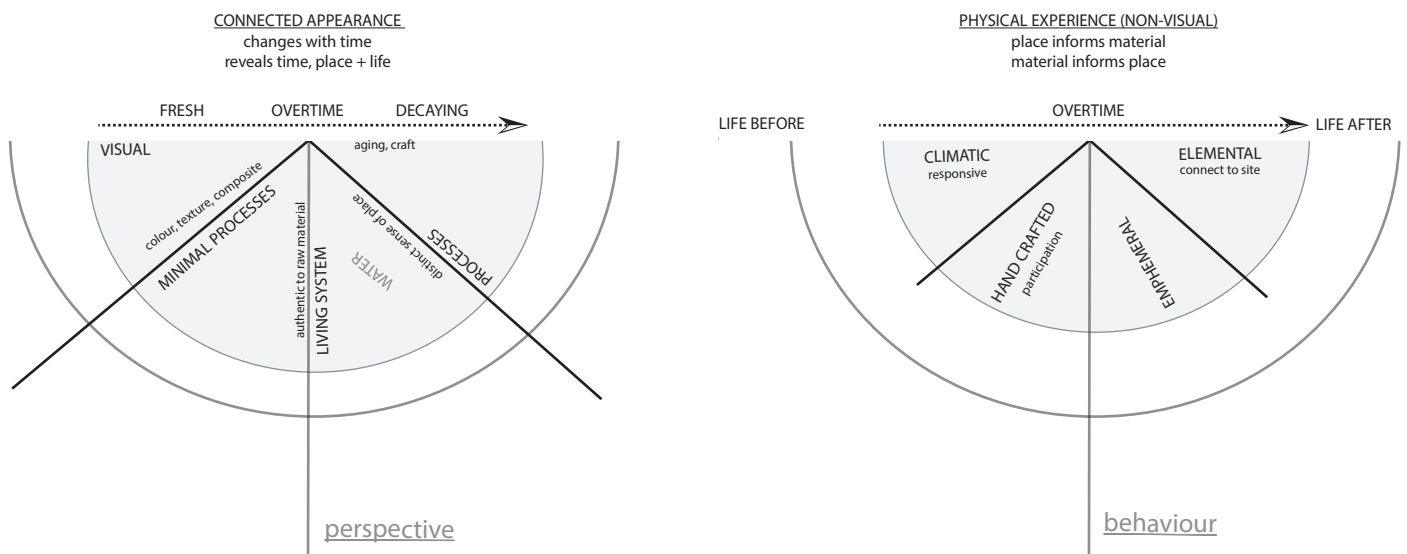 CONNECTED APPEARANCE
changes with time
reveals time, place + life
FRESH
OVERTIME
DECAYING
VISUAL
aging, craft
colour, texture, composite
MINIMAL PROCESSES
authentic to raw material
LIVING SYSTEM
WATER
distinct sense of place
PROCESSES
perspective
PHYSICAL EXPERIENCE (NON-VISUAL)
place informs material
material informs place
LIFE BEFORE
OVERTIME
LIFE AFTER
CLIMATIC
responsive
ELEMENTAL
connect to site
HAND CRAFTED
participation
EMPHEMERAL
behaviour